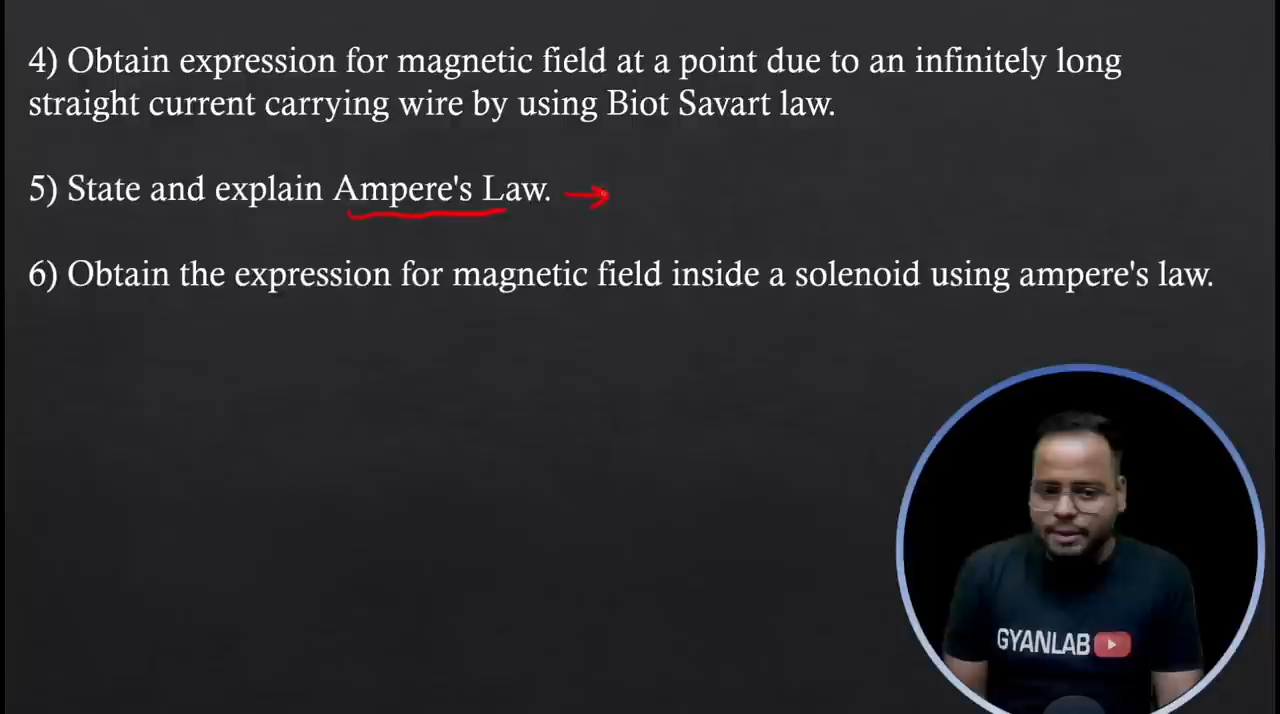 4) Obtain expression for magnetic field at a point due to an infinitely long
straight current carrying wire by using Biot Savart law.
5) State and explain Ampere's Law.
6) Obtain the expression for magnetic field inside a solenoid using ampere's law.
GYANLAB